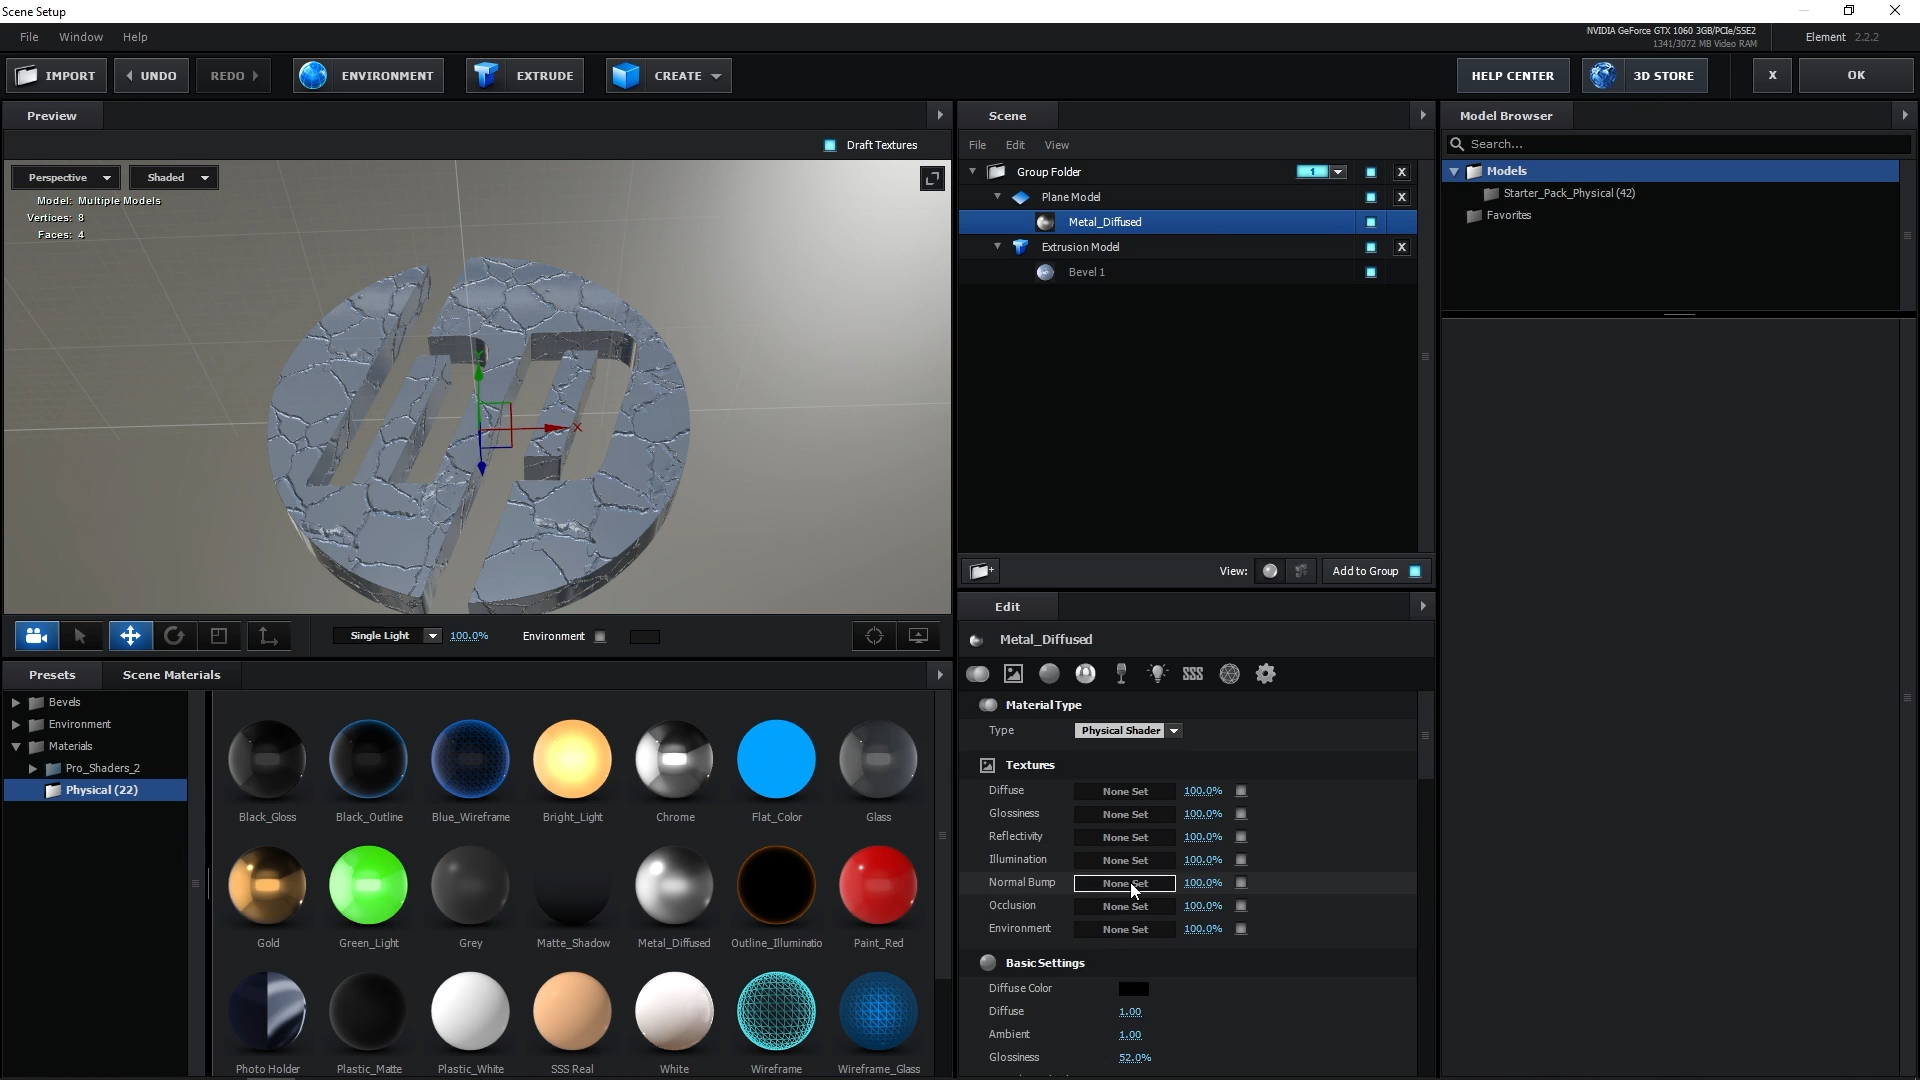 Scene Setup
File Window Help
NVIDIA GeForce GTX 1060 3GB/PCIe/SSE2
1341/3072 MB Video RAM
Element 2.2.2
IMPORT
UNDO
REDO
ENVIRONMENT
EXTRUDE
CREATE
HELP CENTER
3D STORE
X
OK
Preview
Draft Textures
Perspective
Shaded
Model: Multiple Models
Vertices: 8
Faces: 4
Y
X
Single Light
100.0%
Environment
Presets
Scene Materials
Bevels
Environment
Materials
Pro_Shaders_2
Physical (22)
Black_Gloss
Black_Outline
Blue_Wireframe
Bright_Light
Chrome
Flat_Color
Glass
Gold
Green_Light
Grey
Matte_Shadow
Metal_Diffused
Outline_Illuminatio
Paint_Red
Photo Holder
Plastic_Matte
Plastic_White
SSS Real
White
Wireframe
Wireframe_Glass
Scene
File Edit View
Group Folder 1 X
Plane Model X
Metal_Diffused
Extrusion Model X
Bevel 1
View:
Add to Group
Edit
Metal_Diffused
SSS
Material Type
Type Physical Shader
Textures
Diffuse None Set 100.0%
Glossiness None Set 100.0%
Reflectivity None Set 100.0%
Illumination None Set 100.0%
Normal Bump None Set 100.0%
Occlusion None Set 100.0%
Environment None Set 100.0%
Basic Settings
Diffuse Color
Diffuse 1.00
Ambient 1.00
Glossiness 52.0%
Model Browser
Search...
Models
Starter_Pack_Physical (42)
Favorites